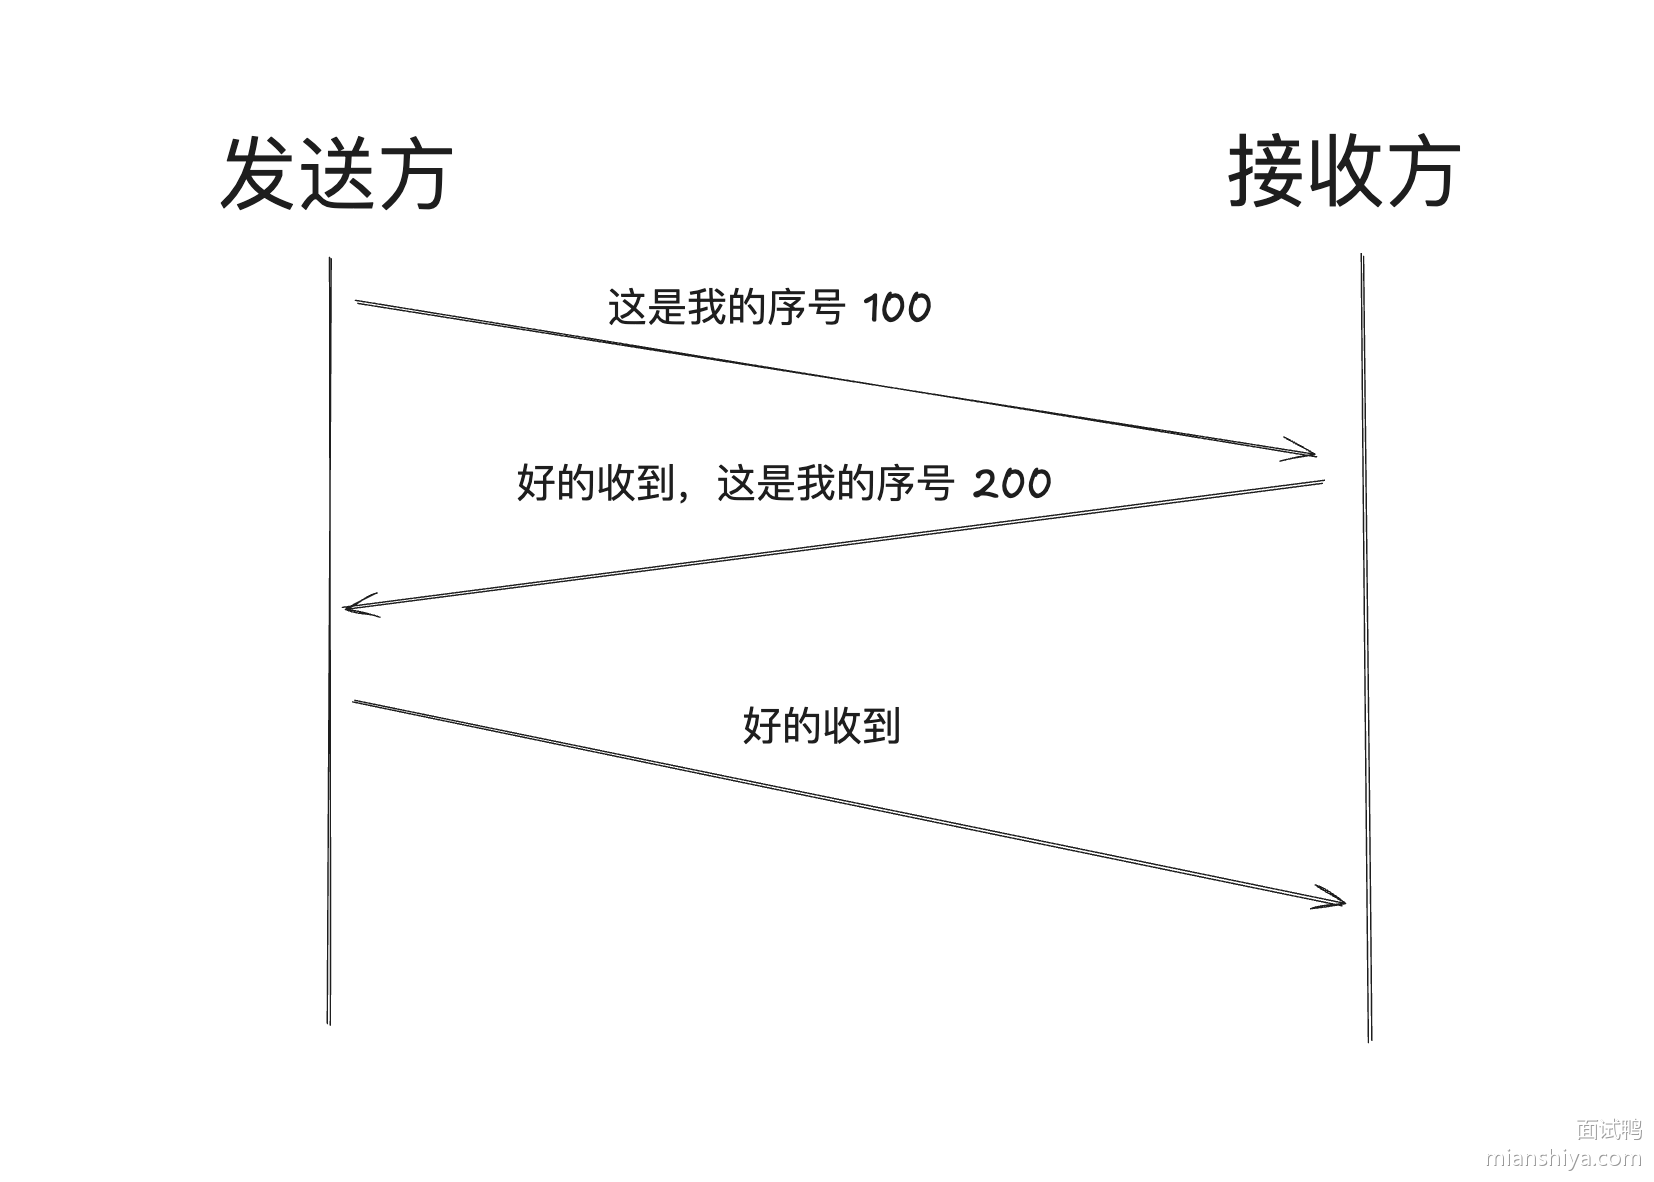 发送方
接收方
这是我的序号 100
好的收到，这是我的序号 200
好的收到
面试鸭
mianshiya.com